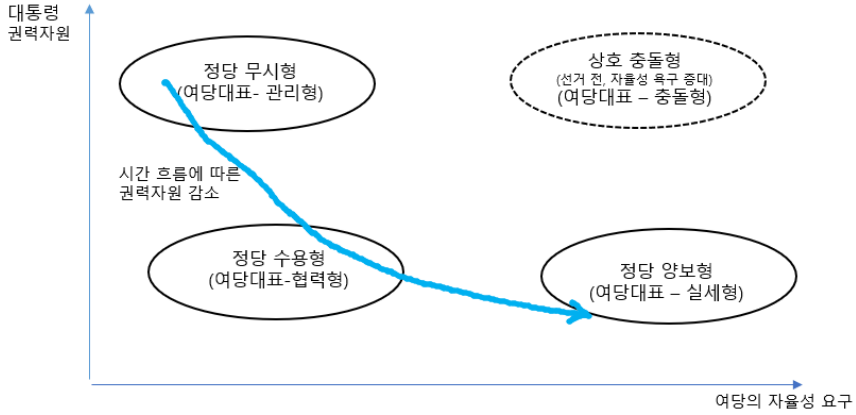 대통령
권력자원
정당 무시형
(여당대표- 관리형)
상호 충돌형
(선거 전, 자율성 욕구 증대)
(여당대표 – 충돌형)
시간 흐름에 따른
권력자원 감소
정당 수용형
(여당대표-협력형)
정당 양보형
(여당대표 – 실세형)
여당의 자율성 요구